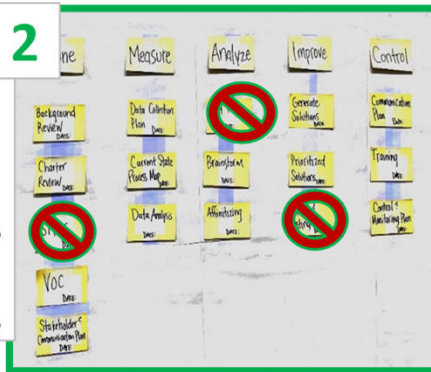 2
ne
Measure
Analyze
Improve
Control
Background
Review
DATE:
Charter
Review
DATE:
VOC
DATE:
Stakeholder &
Communication Plan
DATE:
Data Collection
Plan
DATE:
Current State
Process Map
DATE:
Data Analysis
DATE:
Brainstorm
DATE:
Affinitizing
DATE:
Generate
Solutions
DATE:
Prioritized
Solutions
DATE:
Communication
Plan
DATE:
Training
DATE:
Control &
Monitoring Plan
DATE: